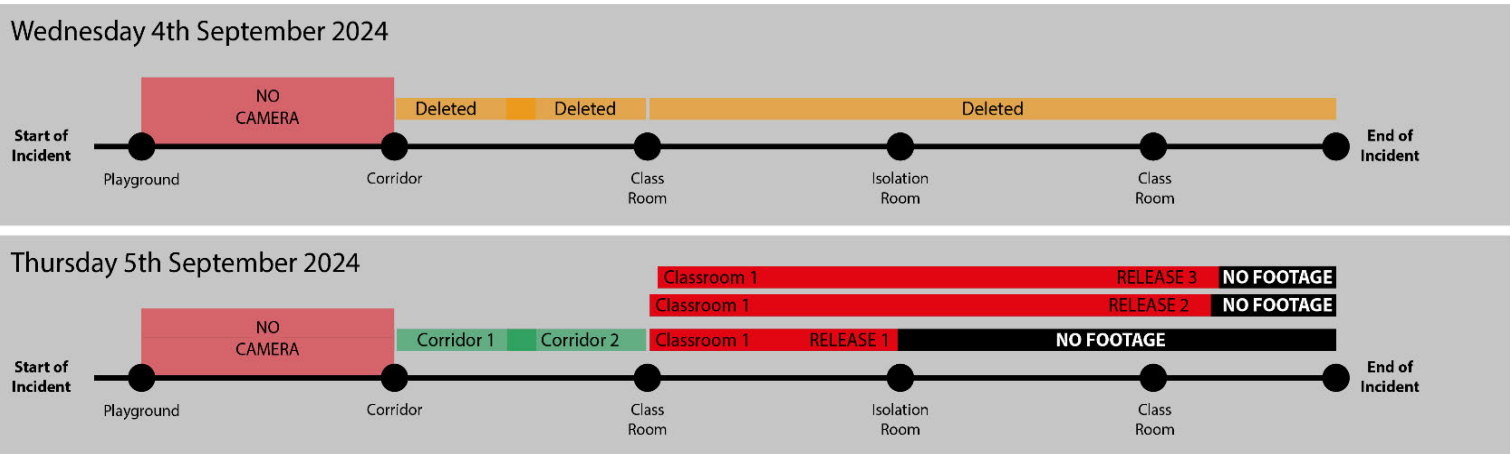 Wednesday 4th September 2024
NO
CAMERA
Deleted
Deleted
Deleted
Start of
Incident
End of
Incident
Playground
Corridor
Class
Room
Isolation
Room
Class
Room
Thursday 5th September 2024
Classroom 1
RELEASE 3
NO FOOTAGE
Classroom 1
RELEASE 2
NO FOOTAGE
NO
CAMERA
Corridor 1
Corridor 2
Classroom 1
RELEASE 1
NO FOOTAGE
Start of
Incident
End of
Incident
Playground
Corridor
Class
Room
Isolation
Room
Class
Room